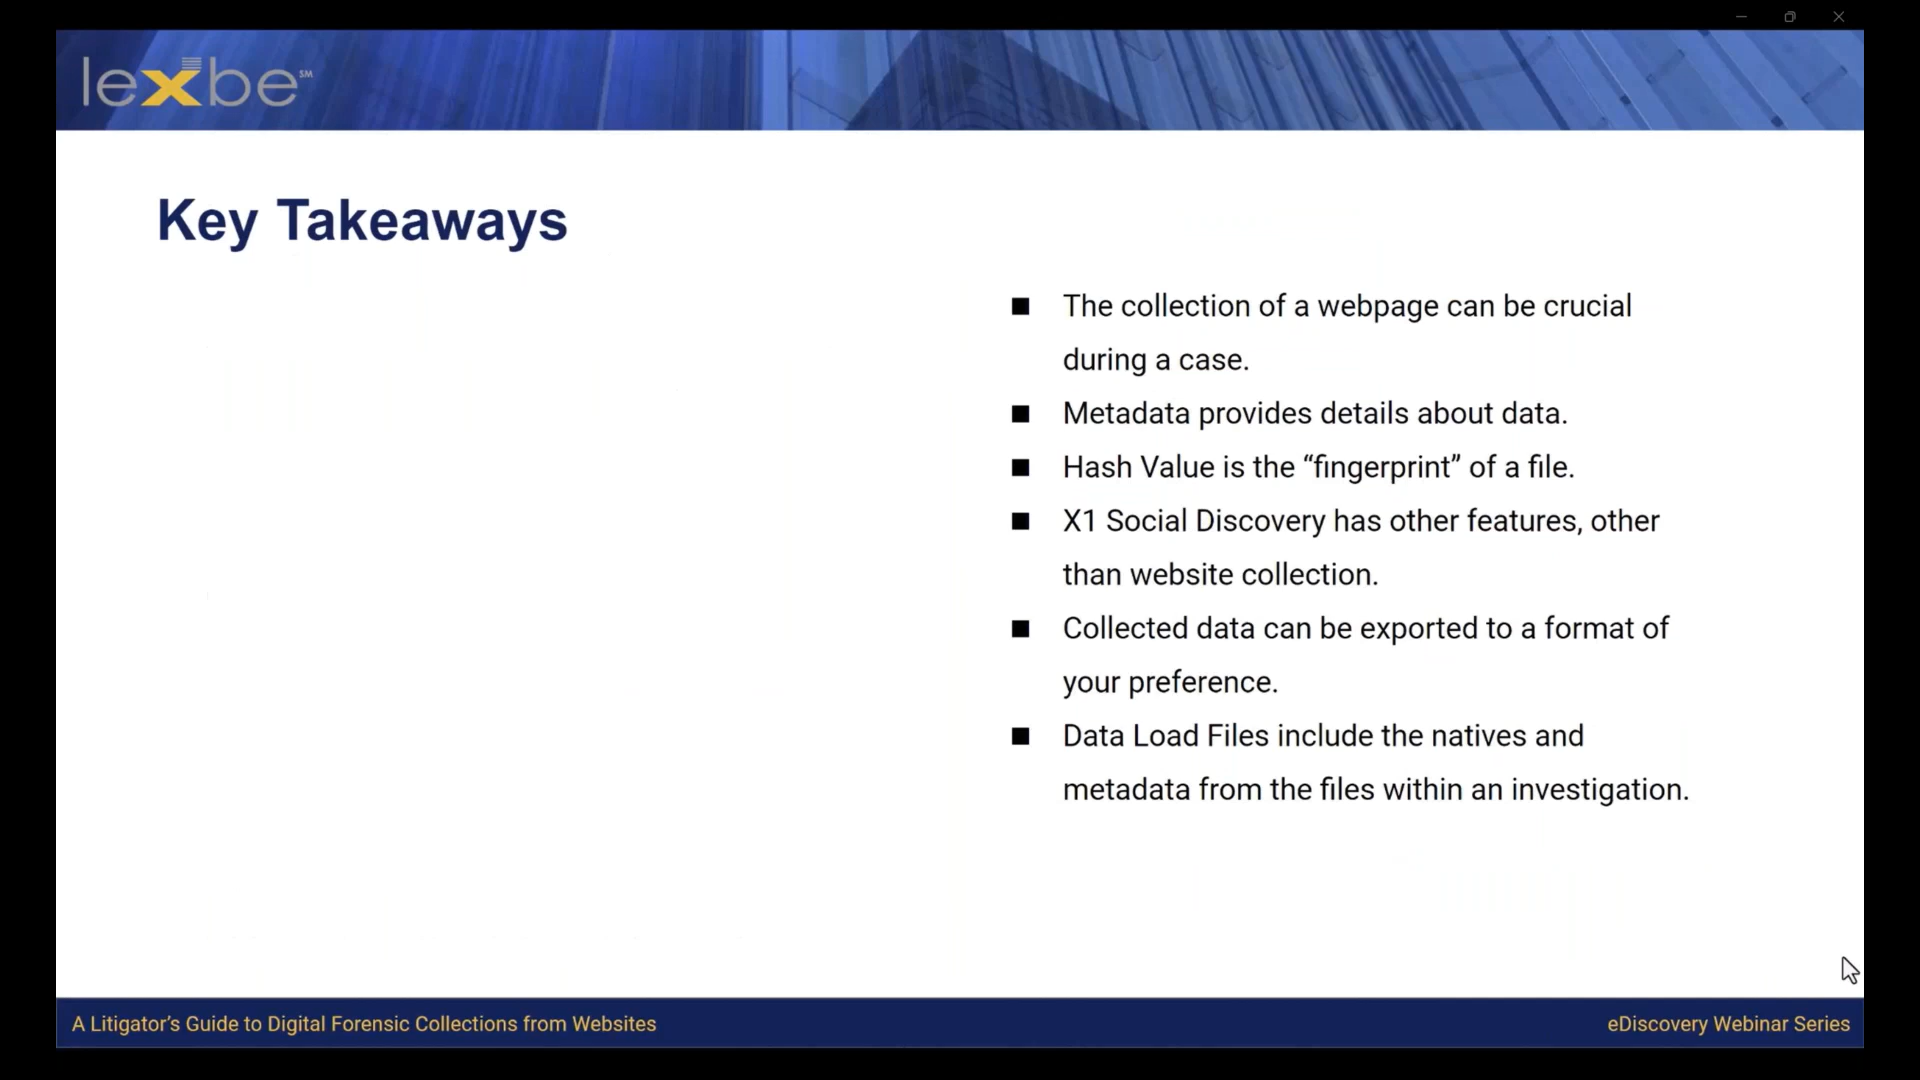 lexbe SM
Key Takeaways
■ The collection of a webpage can be crucial
during a case.
■ Metadata provides details about data.
■ Hash Value is the “fingerprint” of a file.
■ X1 Social Discovery has other features, other
than website collection.
■ Collected data can be exported to a format of
your preference.
■ Data Load Files include the natives and
metadata from the files within an investigation.
A Litigator’s Guide to Digital Forensic Collections from Websites
eDiscovery Webinar Series